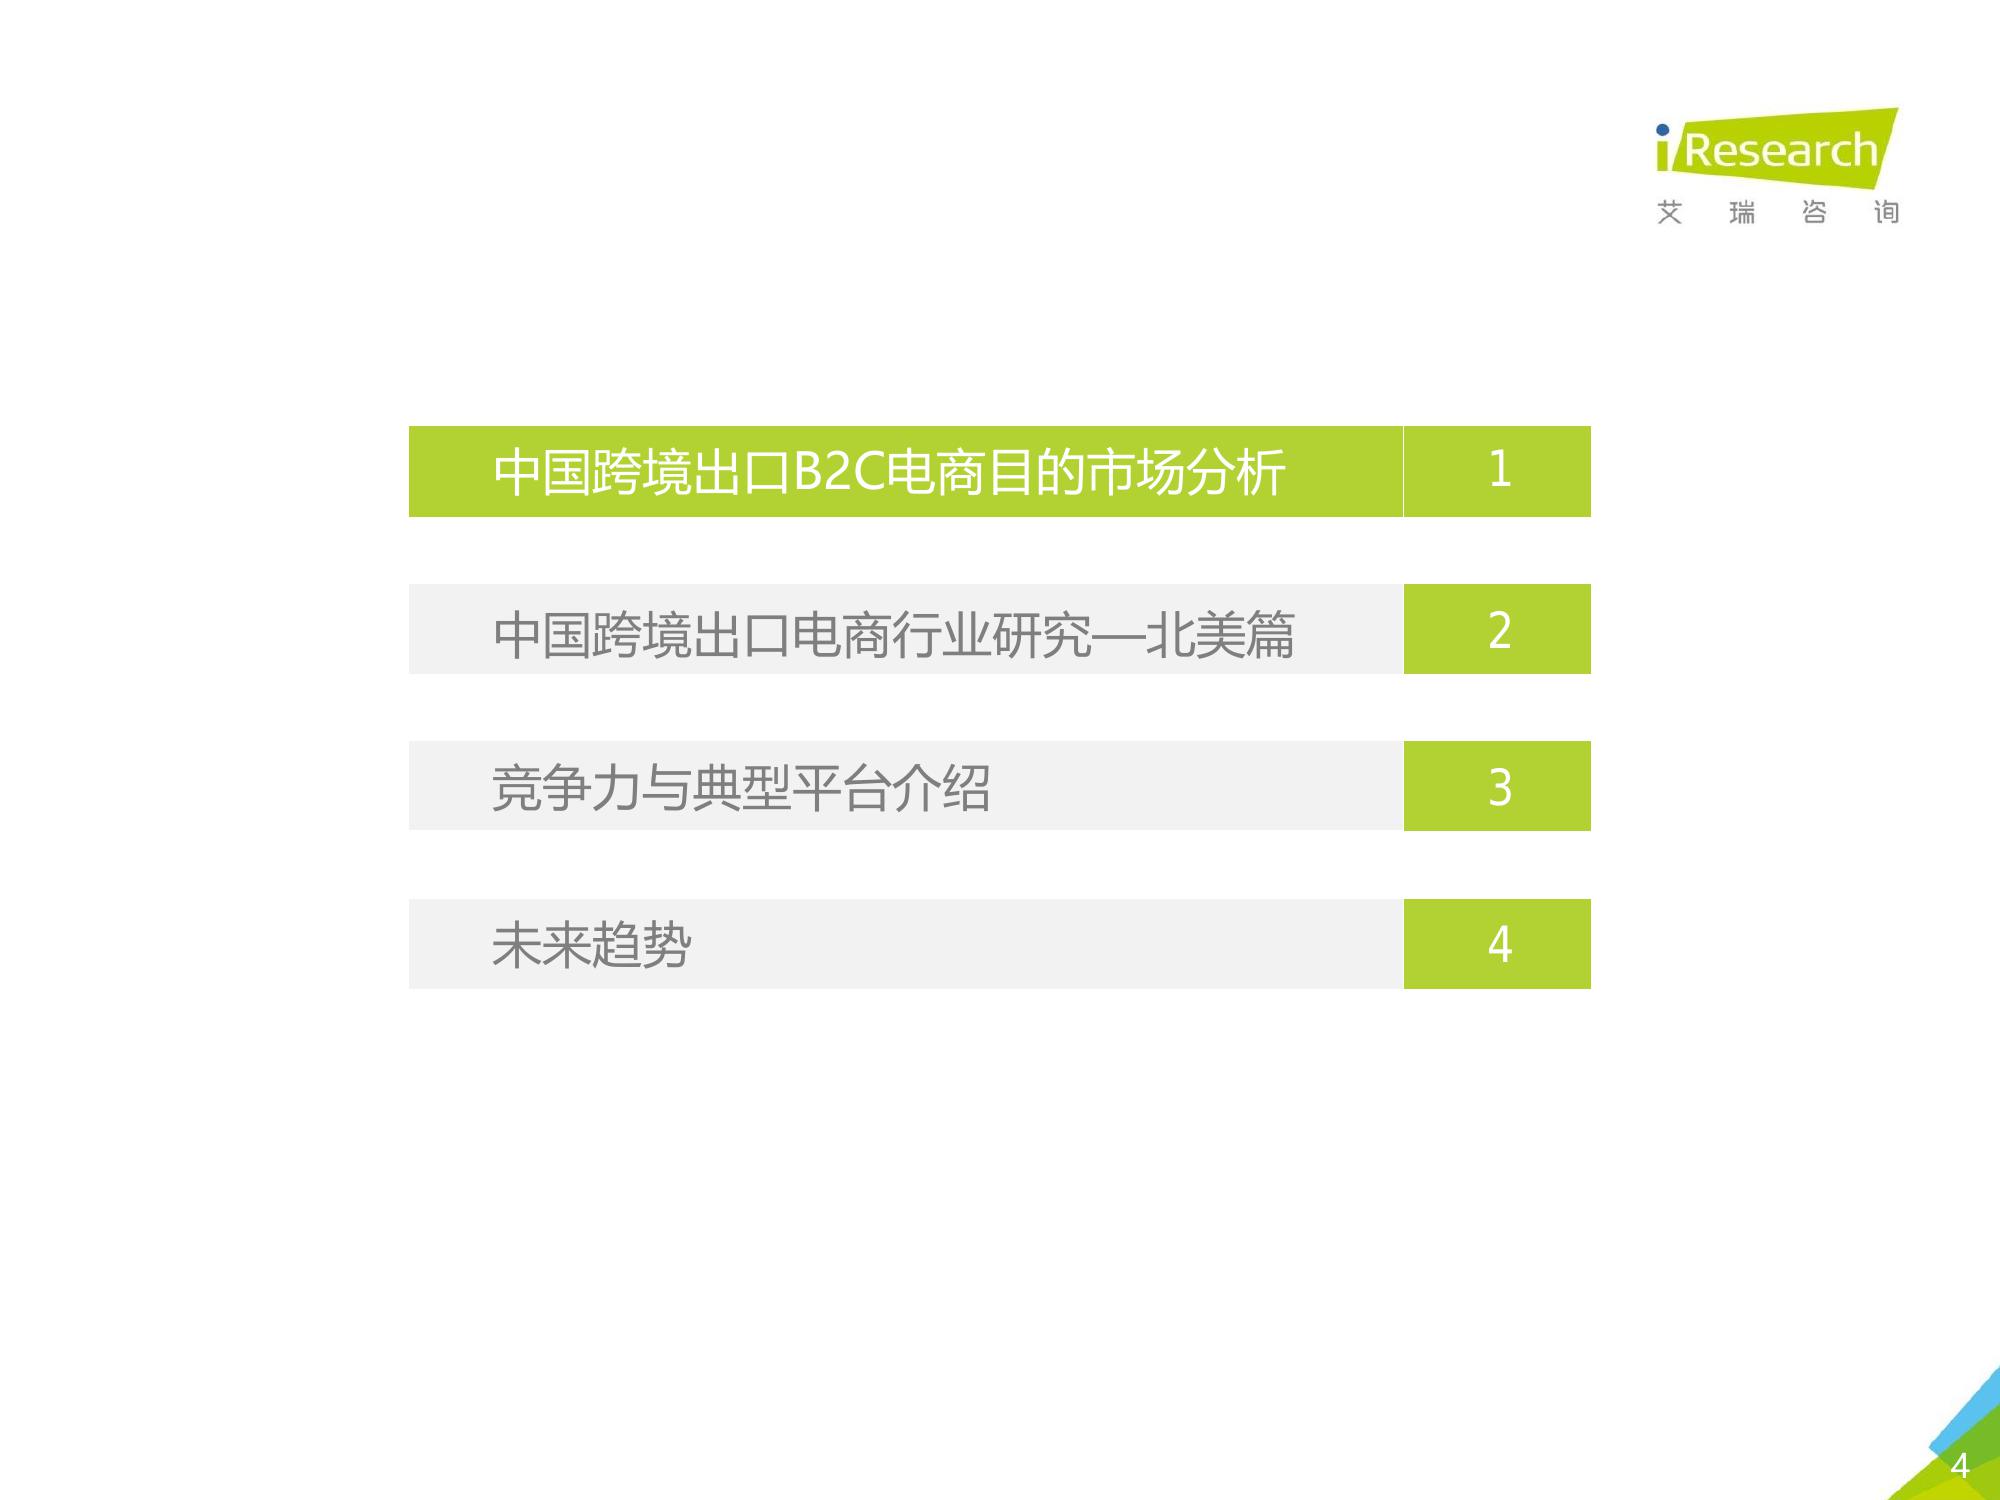 iResearch
艾瑞咨询
中国跨境出口B2C电商目的市场分析 1
中国跨境出口电商行业研究—北美篇 2
竞争力与典型平台介绍 3
未来趋势 4
4